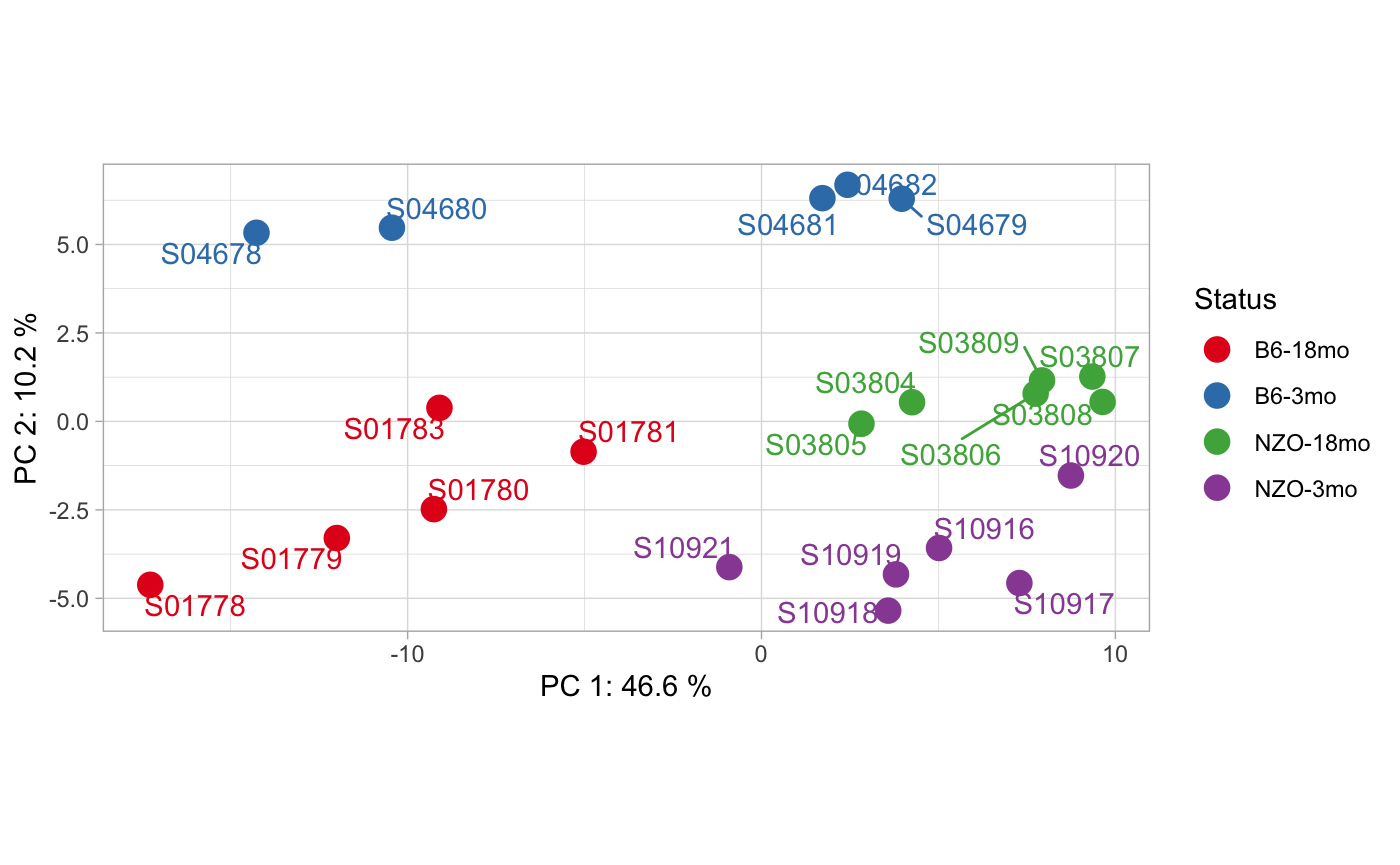 S04680
04682
S04681
S04679
S04678
5.0
2.5
0.0
-2.5
-5.0
PC 2: 10.2 %
S03809
S03807
S03804
S03808
S03805
S03806
S01783
S01781
S10920
S01780
S10916
S10921
S10919
S01779
S01778
S10918
S10917
-10
0
10
PC 1: 46.6 %
Status
B6-18mo
B6-3mo
NZO-18mo
NZO-3mo